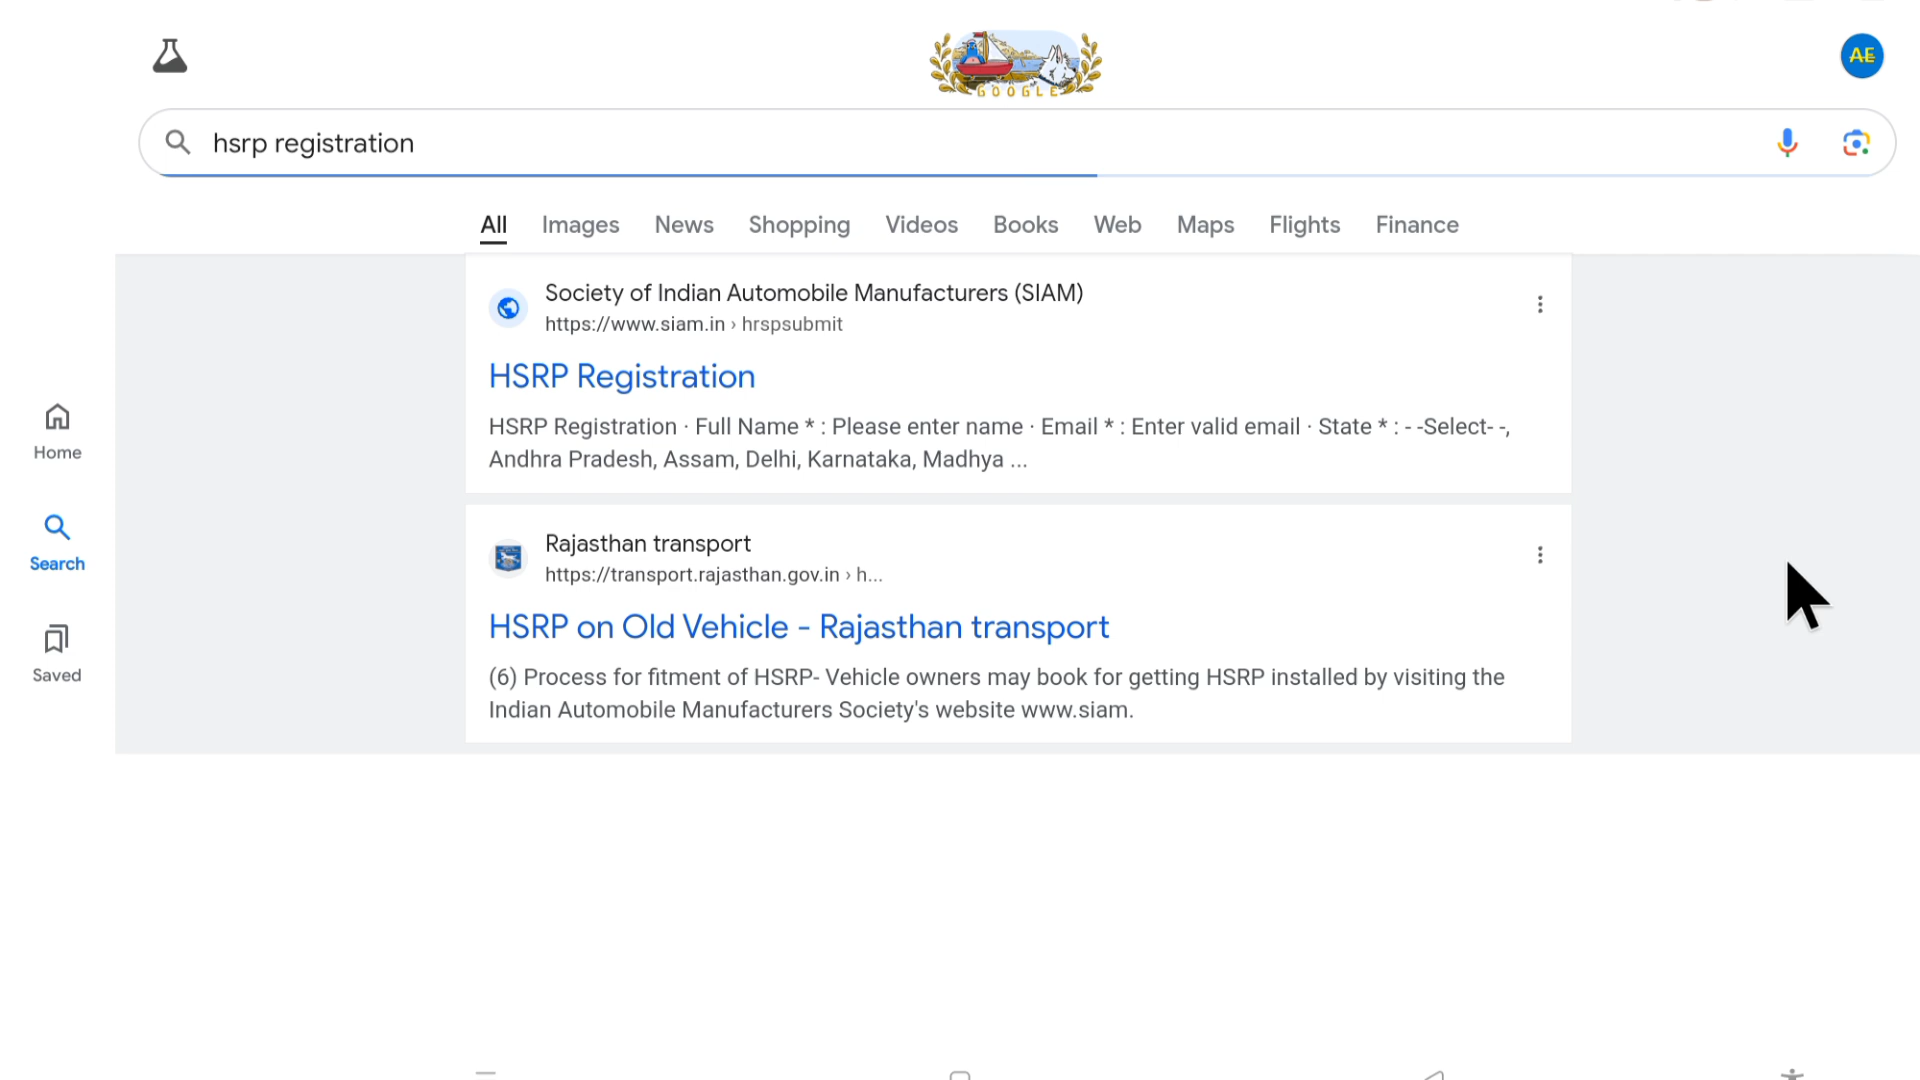 GOOGLE
AE
hsrp registration
All Images News Shopping Videos Books Web Maps Flights Finance
Society of Indian Automobile Manufacturers (SIAM)
https://www.siam.in › hrspsubmit
HSRP Registration
HSRP Registration · Full Name * : Please enter name · Email * : Enter valid email · State * : - -Select- -,
Andhra Pradesh, Assam, Delhi, Karnataka, Madhya ...
Home
Search
Saved
Rajasthan transport
https://transport.rajasthan.gov.in › h...
HSRP on Old Vehicle - Rajasthan transport
(6) Process for fitment of HSRP- Vehicle owners may book for getting HSRP installed by visiting the
Indian Automobile Manufacturers Society's website www.siam.